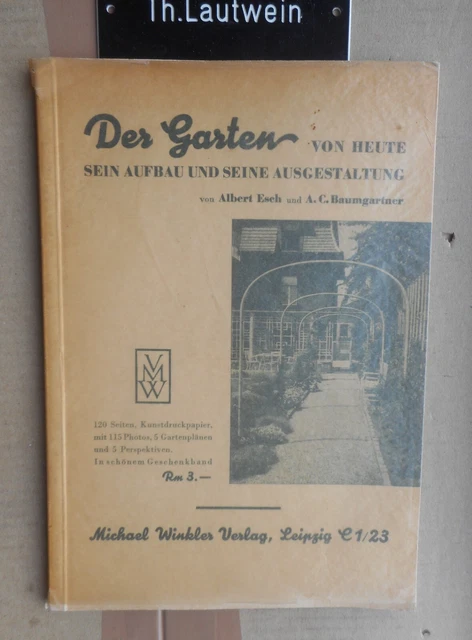 Th.Lautwein
Der Garten VON HEUTE
SEIN AUFBAU UND SEINE AUSGESTALTUNG
von Albert Esch und A. C. Baumgartner
VMW
120 Seiten, Kunstdruckpapier,
mit 115 Photos, 5 Gartenplänen
und 5 Perspektiven.
In schönem Geschenkband
Rm 3.—
Michael Winkler Verlag, Leipzig C 1/23